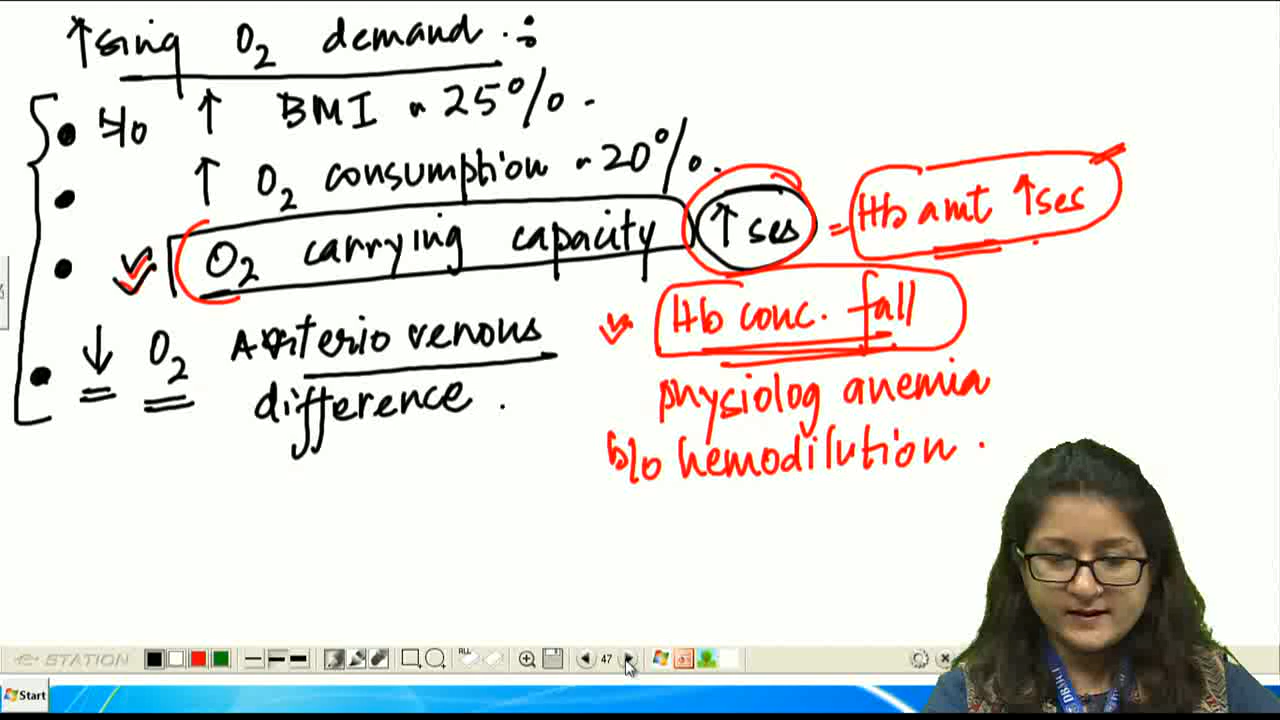 ↑sing O2 demand :-
• H/o ↑ BMI ~ 25%.
• ↑ O2 consumption ~ 20%.
• O2 carrying capacity ↑ses = Hb amt ↑ses
Hb conc. fall
• ↓ O2 Arterio venous
difference.
physiolog anemia
b/o hemodilution.
STATION
ALL
47
Start